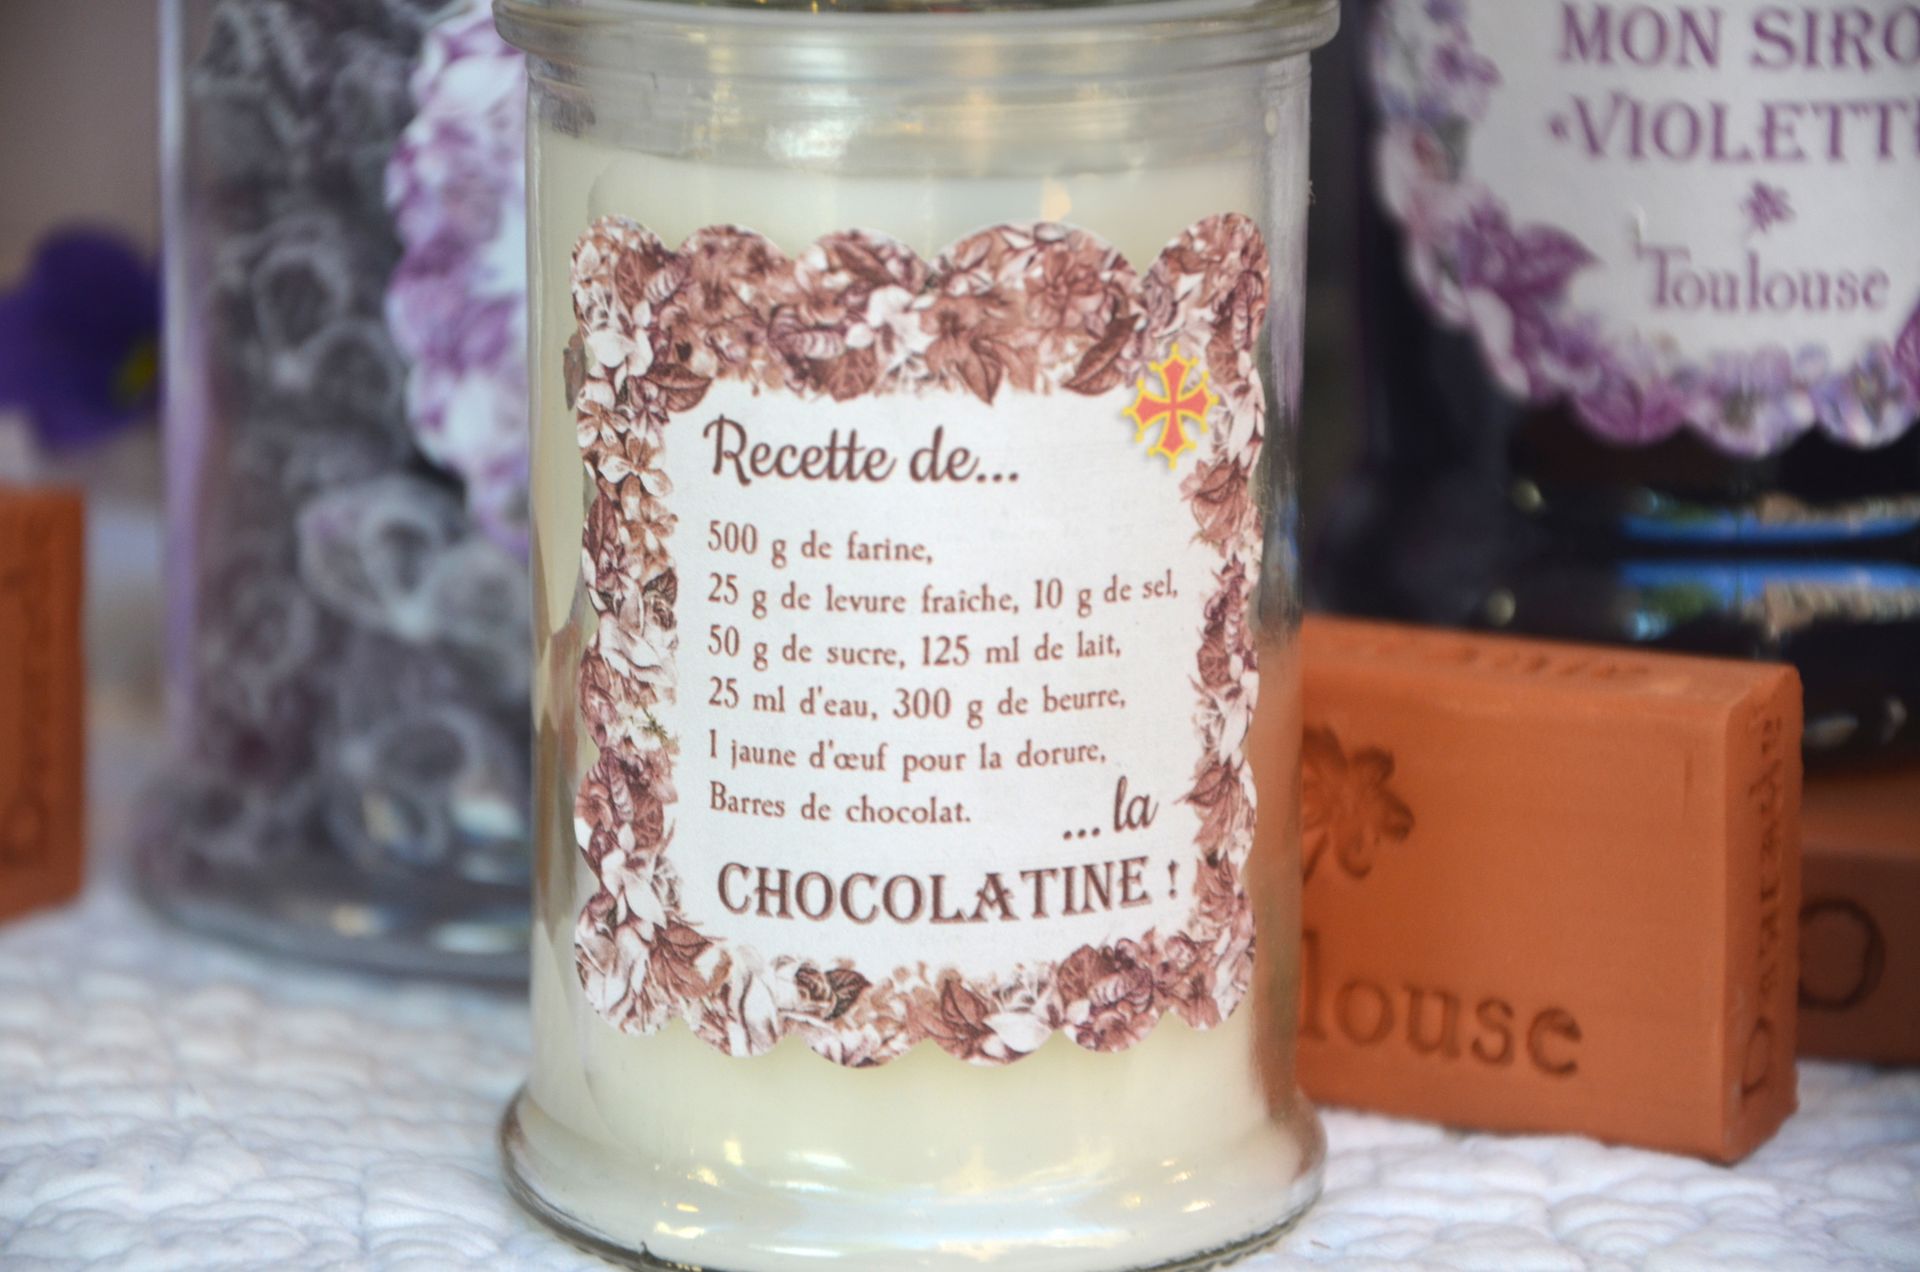 Recette de...
500 g de farine,
25 g de levure fraîche, 10 g de sel,
50 g de sucre, 125 ml de lait,
25 ml d'eau, 300 g de beurre,
1 jaune d'œuf pour la dorure,
Barres de chocolat.
... la
CHOCOLATINE !
MON SIRO
«VIOLETTE
Toulouse
louse